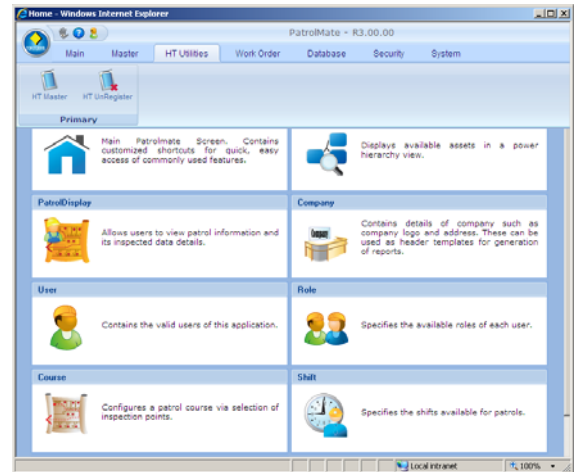 Home - Windows Internet Explorer
PatrolMate - R3.00.00
Main Master HT Utilities Work Order Database Security System
HT Master HT UnRegister
Primary
Main Patrolmate Screen. Contains
customized shortcuts for quick, easy
access of commonly used features.
Displays available assets in a power
hierarchy view.
PatrolDisplay
Allows users to view patrol information and
its inspected data details.
Company
Contains details of company such as
company logo and address. These can be
used as header templates for generation
of reports.
User
Contains the valid users of this application.
Role
Specifies the available roles of each user.
Course
Configures a patrol course via selection of
inspection points.
Shift
Specifies the shifts available for patrols.
Local intranet 100%